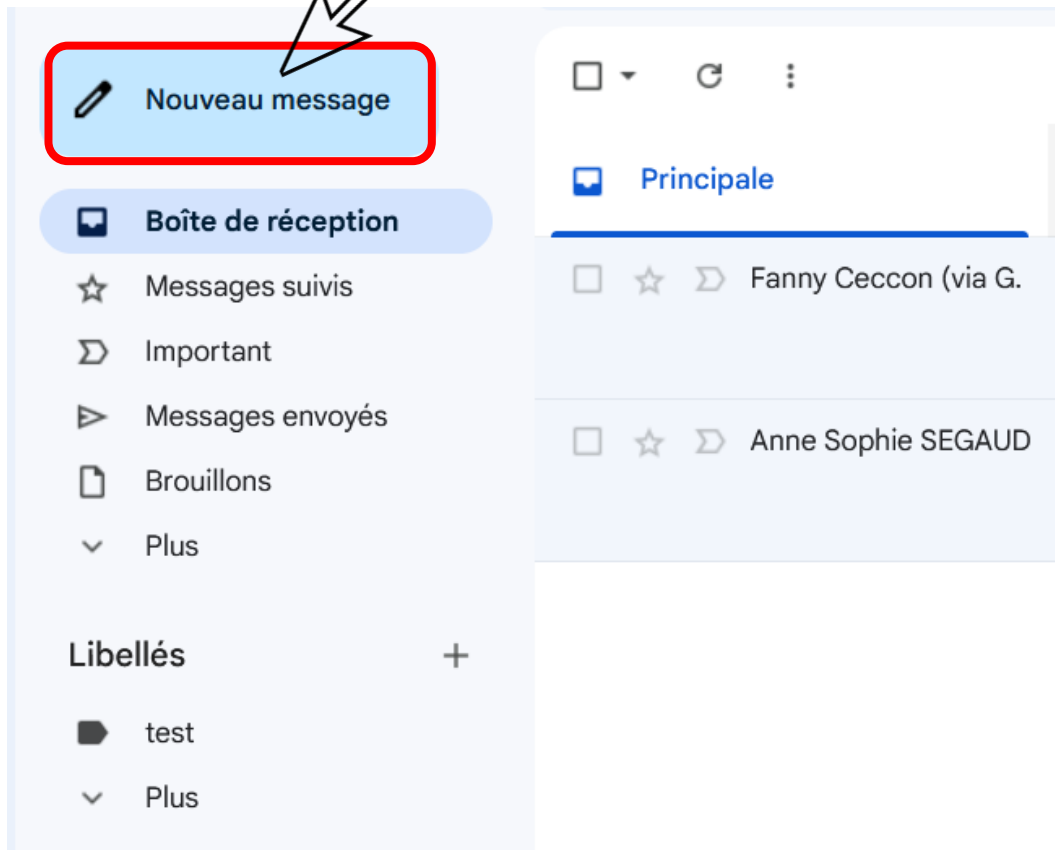 Nouveau message
Boîte de réception
Messages suivis
Important
Messages envoyés
Brouillons
Plus
Libellés
test
Plus
Principale
Fanny Ceccon (via G.
Anne Sophie SEGAUD